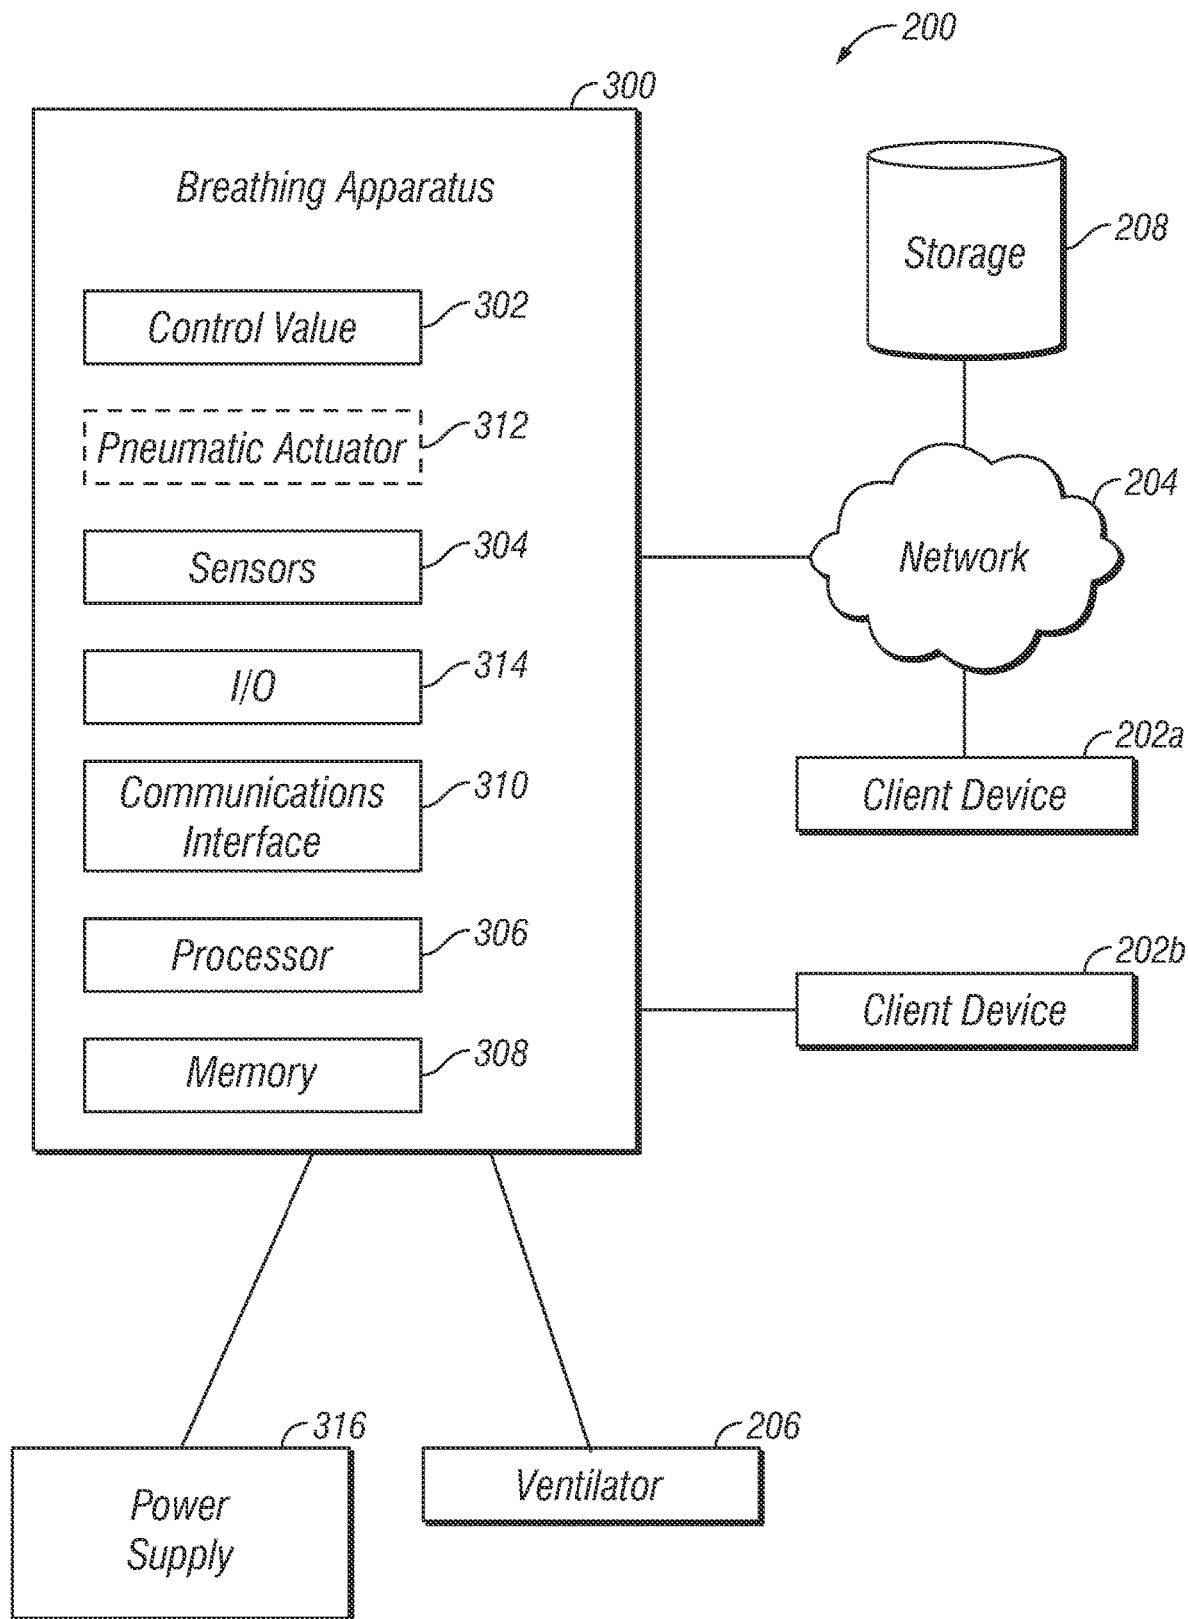 200
300
Breathing Apparatus
Control Value
302
Pneumatic Actuator
312
Sensors
304
I/O
314
Communications
Interface
310
Processor
306
Memory
308
Storage
208
Network
204
202a
Client Device
202b
Client Device
316
Power
Supply
206
Ventilator